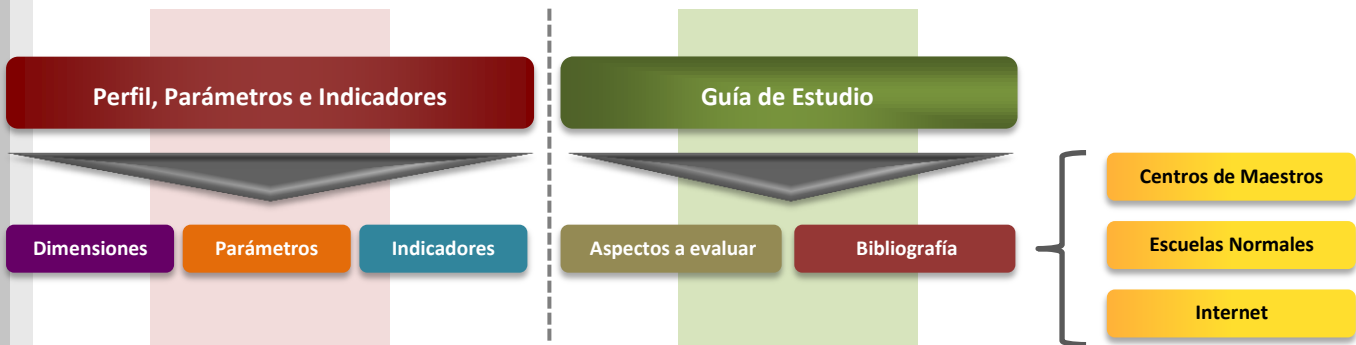 Perfil, Parámetros e Indicadores
Guía de Estudio
Dimensiones
Parámetros
Indicadores
Aspectos a evaluar
Bibliografía
Centros de Maestros
Escuelas Normales
Internet